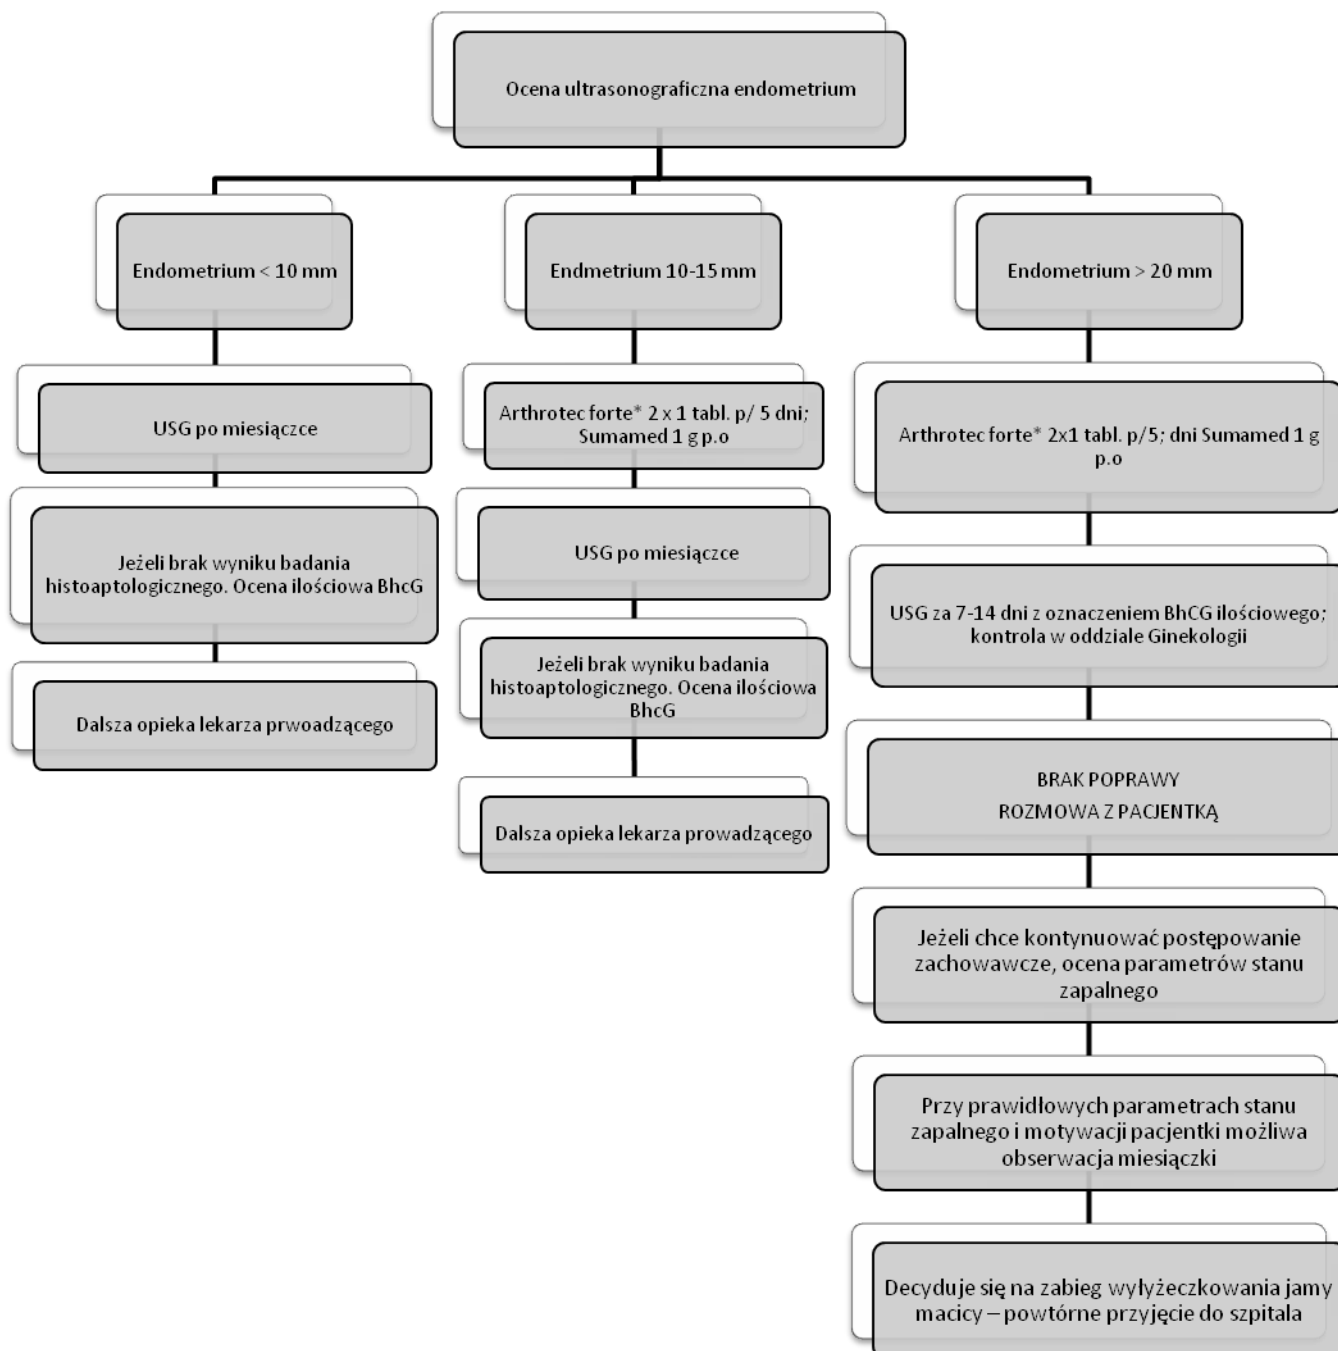 Ocena ultrasonograficzna endometrium
Endometrium < 10 mm
USG po miesiączce
Jeżeli brak wyniku badania
histoaptologicznego. Ocena ilościowa BhcG
Dalsza opieka lekarza prwoadzącego
Endmetrium 10-15 mm
Arthrotec forte* 2 x 1 tabl. p/ 5 dni;
Sumamed 1 g p.o
USG po miesiączce
Jeżeli brak wyniku badania
histoaptologicznego. Ocena ilościowa
BhcG
Dalsza opieka lekarza prowadzącego
Endometrium > 20 mm
Arthrotec forte* 2x1 tabl. p/5; dni Sumamed 1 g
p.o
USG za 7-14 dni z oznaczeniem BhCG ilościowego;
kontrola w oddziale Ginekologii
BRAK POPRAWY
ROZMOWA Z PACJENTKĄ
Jeżeli chce kontynuować postępowanie
zachowawcze, ocena parametrów stanu
zapalnego
Przy prawidłowych parametrach stanu
zapalnego i motywacji pacjentki możliwa
obserwacja miesiączki
Decyduje się na zabieg wyłyżeczkowania jamy
macicy – powtórne przyjęcie do szpitala